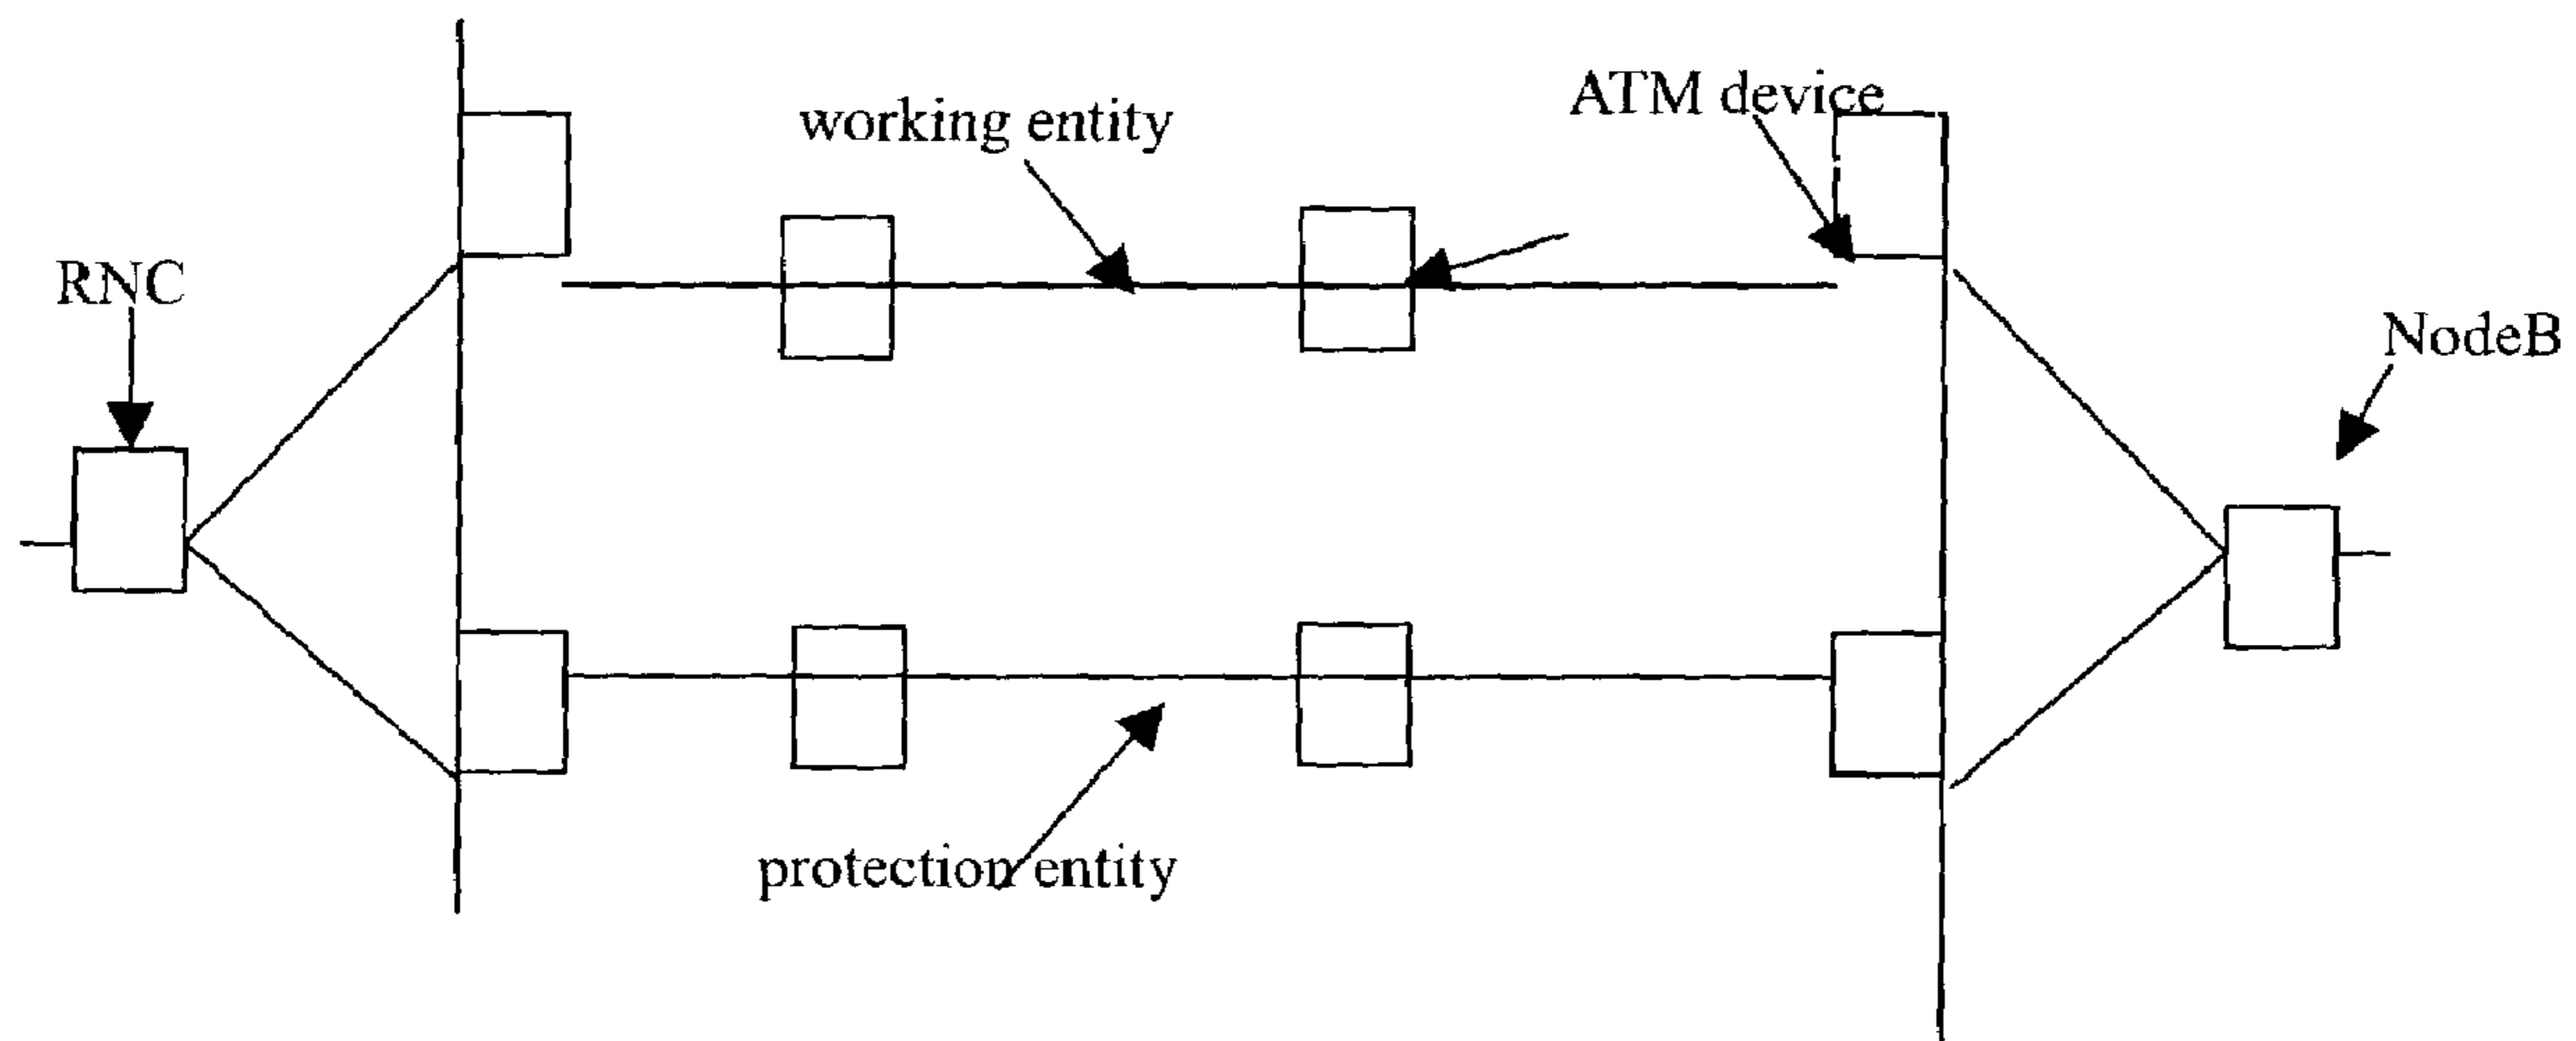 ATM device
working entity
RNC
NodeB
protection entity